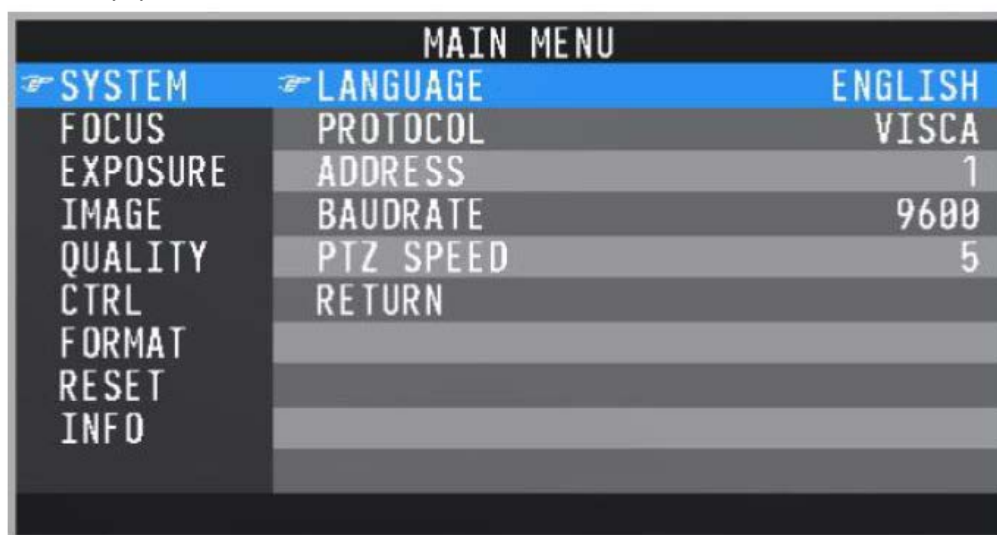 MAIN MENU
SYSTEM LANGUAGE ENGLISH
FOCUS PROTOCOL VISCA
EXPOSURE ADDRESS 1
IMAGE BAUDRATE 9600
QUALITY PTZ SPEED 5
CTRL RETURN
FORMAT
RESET
INFO